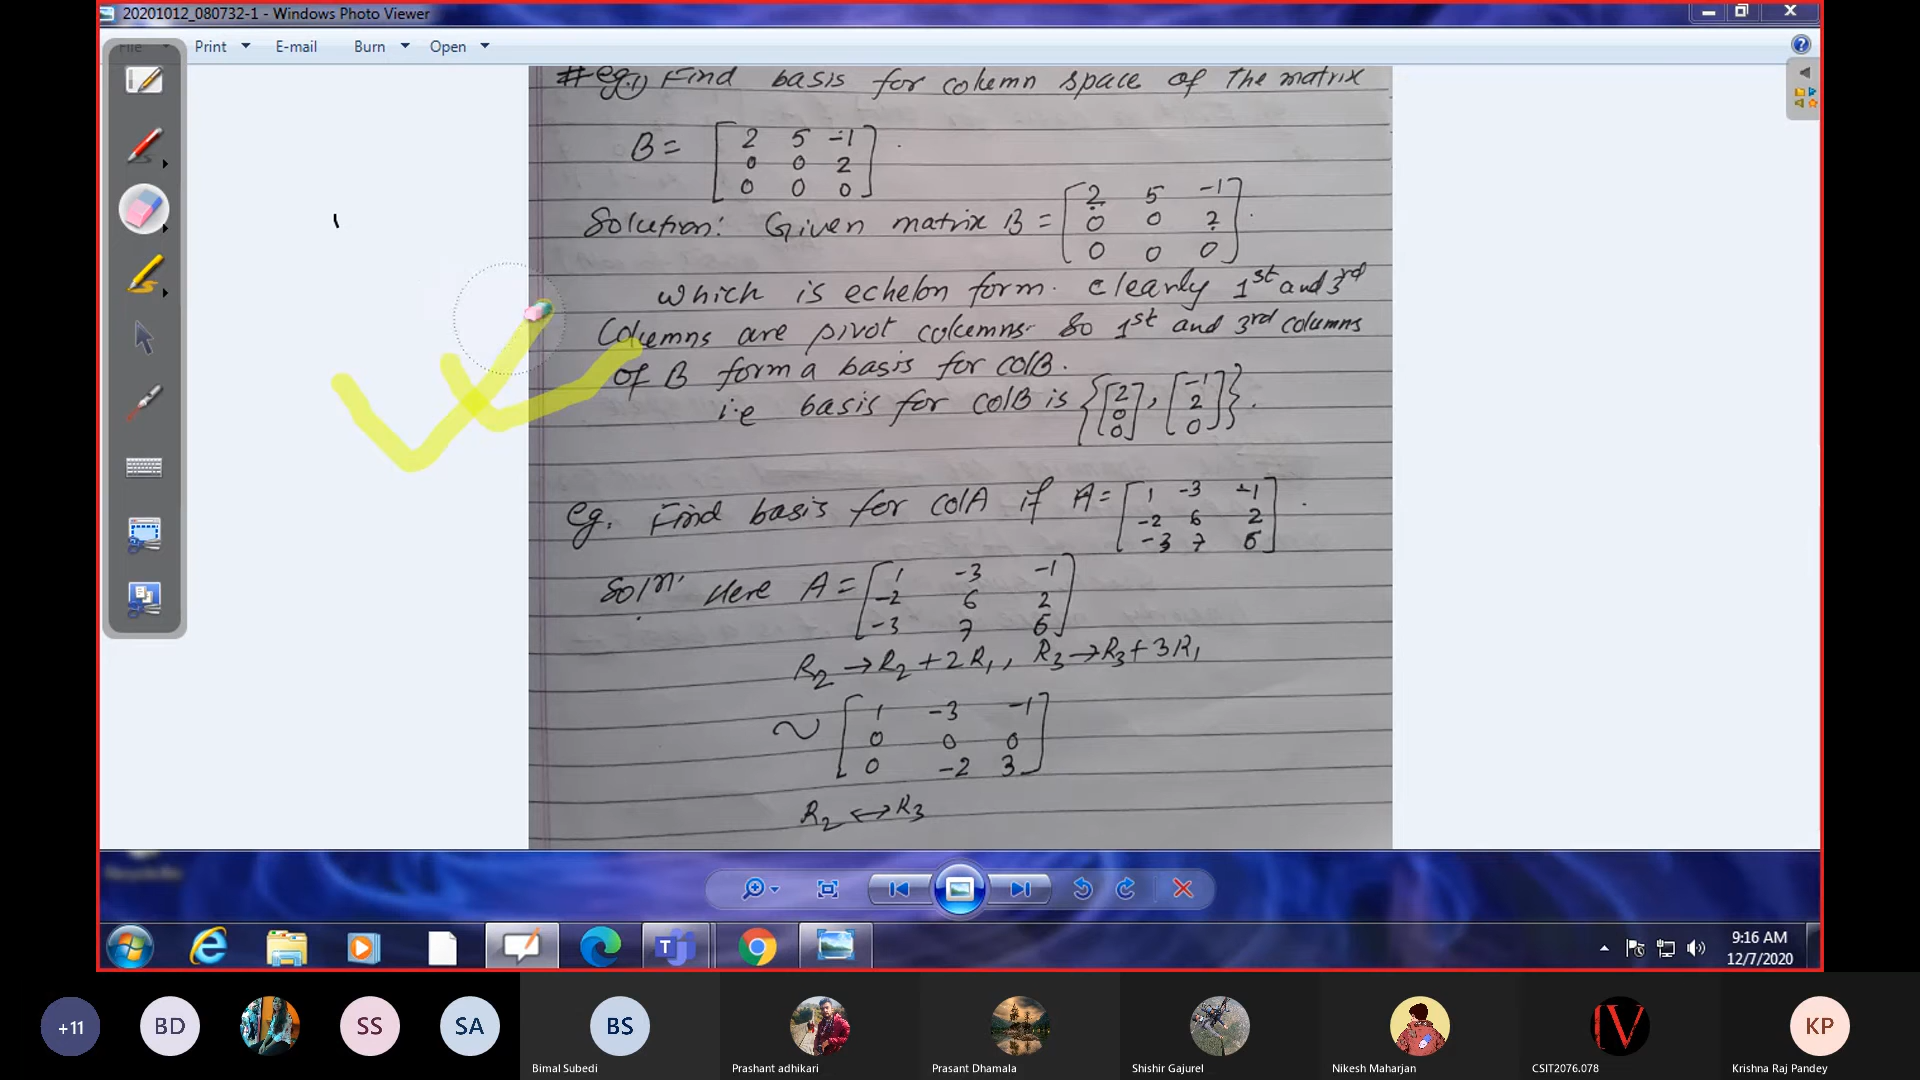 20201012_080732-1 - Windows Photo Viewer
File Print E-mail Burn Open
#eg.1) Find basis for column space of the matrix
B = [ 2 5 -1
0 0 2
0 0 0 ].
Solution: Given matrix B = [ 2 5 -1
0 0 2
0 0 0 ].
which is echelon form. clearly 1st and 3rd
Columns are pivot columns. So 1st and 3rd columns
of B form a basis for colB.
i.e basis for colB is { [2 0 0], [-1 2 0] }.
eg. Find basis for colA if A = [ 1 -3 -1
-2 6 2
-3 7 6 ].
Soln. Here A = [ 1 -3 -1
-2 6 2
-3 7 6 ]
R2 → R2 + 2R1, R3 → R3 + 3R1
~ [ 1 -3 -1
0 0 0
0 -2 3 ]
R2 ↔ R3
9:16 AM
12/7/2020
+11 BD SS SA BS KP
Bimal Subedi Prashant adhikari Prasant Dhamala Shishir Gajurel Nikesh Maharjan CSIT2076.078 Krishna Raj Pandey